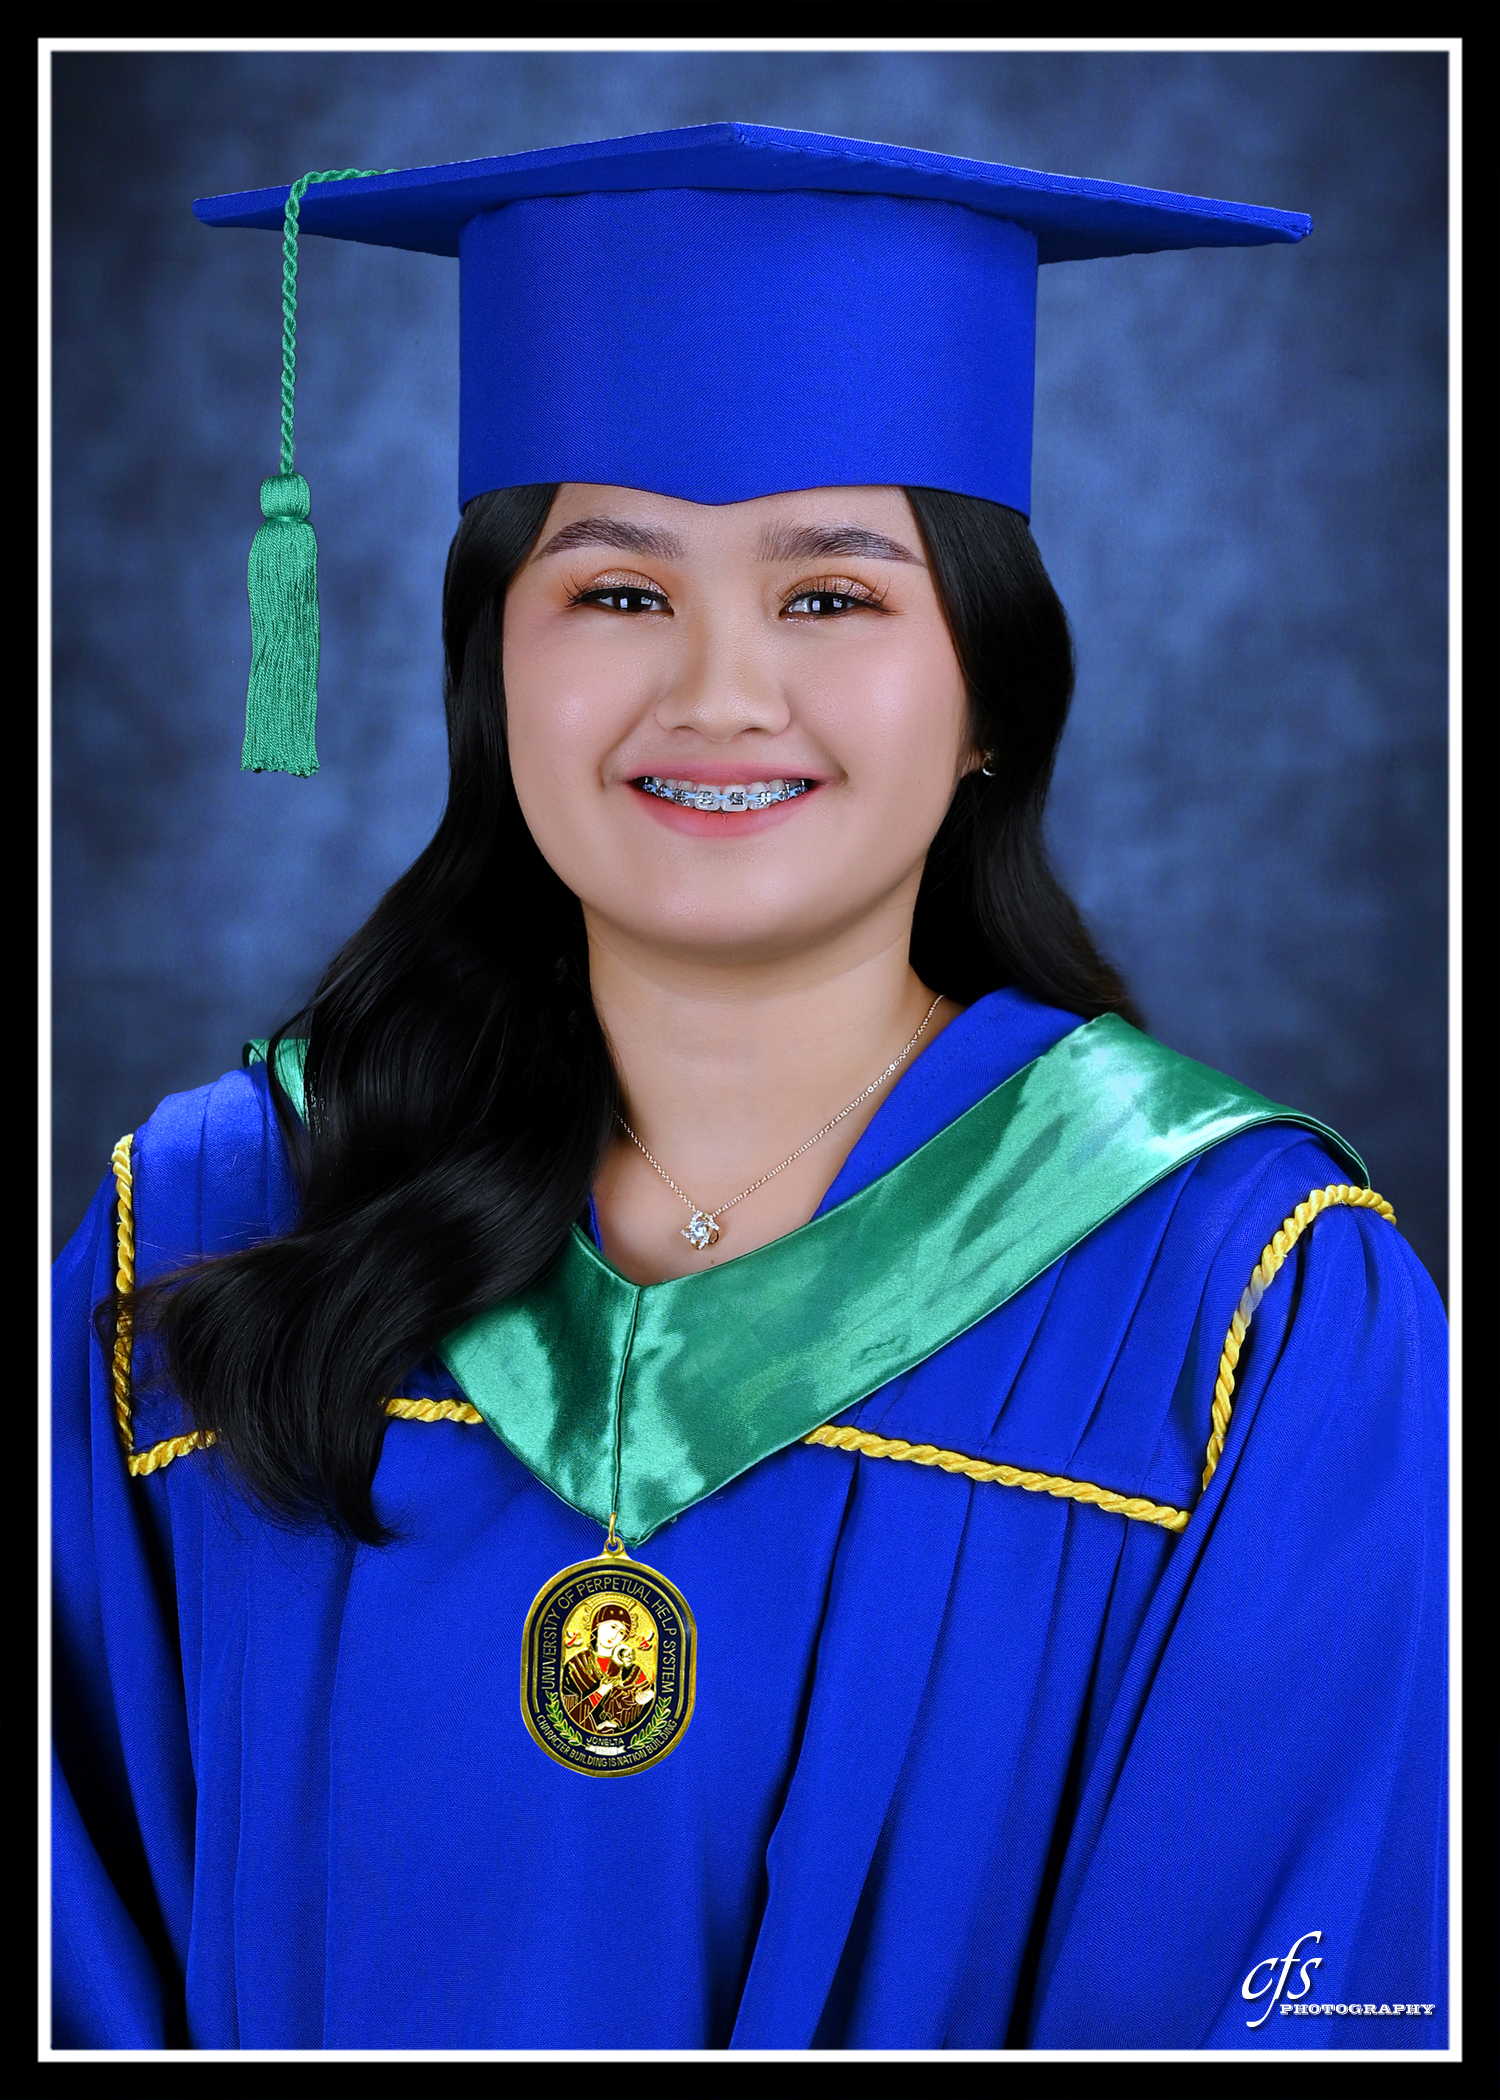 UNIVERSITY OF PERPETUAL HELP SYSTEM
JONELTA
CHARACTER BUILDING IS NATION BUILDING
cfs
PHOTOGRAPHY